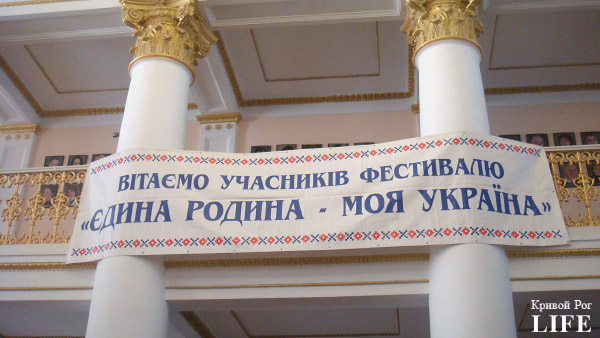 ВІТАЄМО УЧАСНИКІВ ФЕСТИВАЛЮ
«ЄДИНА РОДИНА - МОЯ УКРАЇНА»
Кривой Рог
LIFE